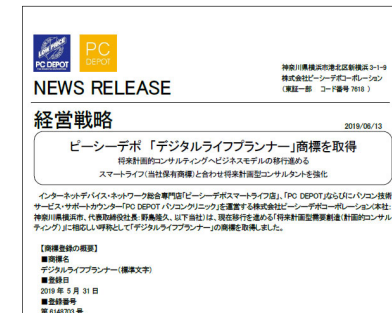 LOW PRICE
PC DEPOT
PC
DEPOT
NEWS RELEASE
神奈川県横浜市港北区新横浜 3-1-9
株式会社ピーシーデポコーポレーション
（東証一部　コード番号 7618 ）
経営戦略
2019/06/13
ピーシーデポ 「デジタルライフプランナー」商標を取得
将来計画的コンサルティングへビジネスモデルの移行進める
スマートライフ（当社保有商標）と合わせ将来計画型コンサルタントを強化
インターネットデバイス・ネットワーク総合専門店「ピーシーデポスマートライフ店」、「PC DEPOT」ならびにパソコン技術
サービス・サポートカウンター「PC DEPOT パソコンクリニック」を運営する株式会社ピーシーデポコーポレーション（本社：
神奈川県横浜市、代表取締役社長：野島隆久、以下当社）は、現在移行を進める「将来計画型需要創造（計画的コンサル
ティング）」に相応しい呼称として「デジタルライフプランナー」の商標を取得しました。
【商標登録の概要】
■商標名
デジタルライフプランナー（標準文字）
■登録日
2019 年 5 月 31 日
■登録番号
第 6148703 号